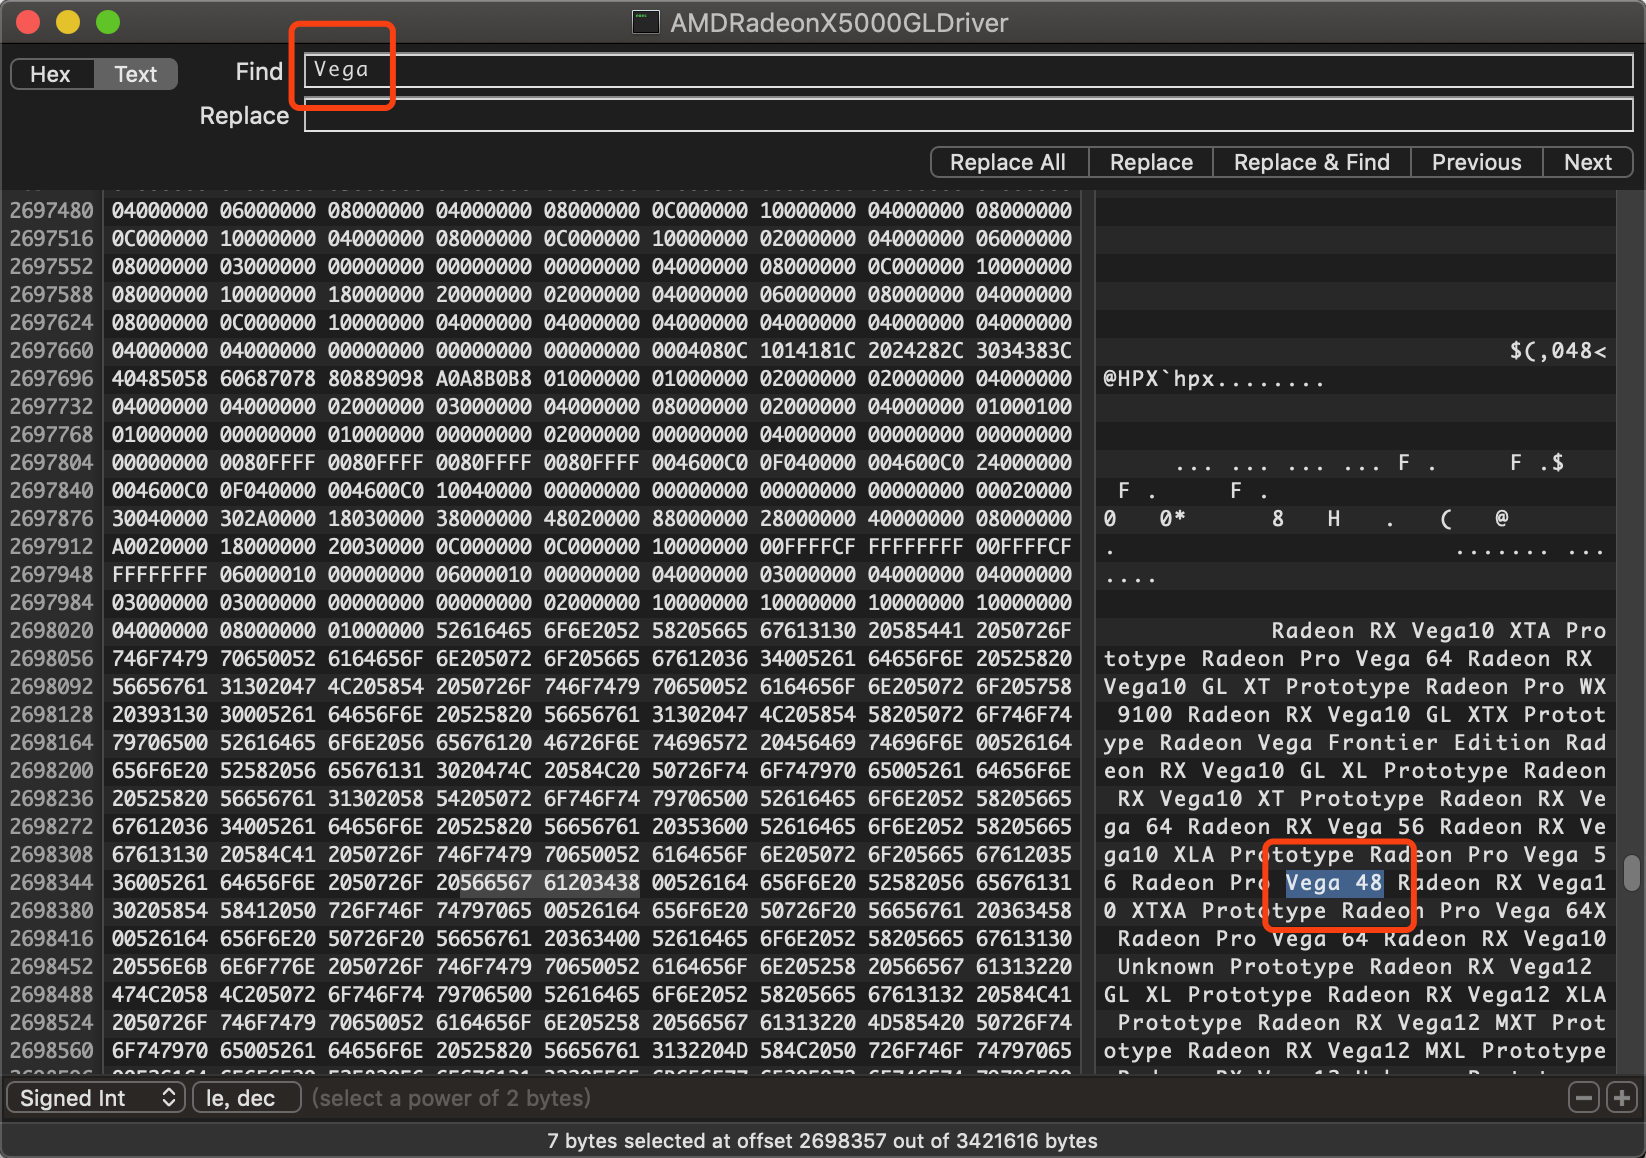 AMDRadeonX5000GLDriver
Hex Text Find Vega
Replace
Replace All Replace Replace & Find Previous Next
2697480 04000000 06000000 08000000 04000000 08000000 0C000000 10000000 04000000 08000000
2697516 0C000000 10000000 04000000 08000000 0C000000 10000000 02000000 04000000 06000000
2697552 08000000 03000000 00000000 00000000 00000000 04000000 08000000 0C000000 10000000
2697588 08000000 10000000 18000000 20000000 02000000 04000000 06000000 08000000 04000000
2697624 08000000 0C000000 10000000 04000000 04000000 04000000 04000000 04000000 04000000
2697660 04000000 04000000 00000000 00000000 00000000 0004080C 1014181C 2024282C 3034383C $(,048<
2697696 40485058 60687078 80889098 A0A8B0B8 01000000 01000000 02000000 02000000 04000000 @HPX`hpx........
2697732 04000000 04000000 02000000 03000000 04000000 08000000 02000000 04000000 01000100
2697768 01000000 00000000 01000000 00000000 02000000 00000000 04000000 00000000 00000000
2697804 00000000 0080FFFF 0080FFFF 0080FFFF 0080FFFF 004600C0 0F040000 004600C0 24000000 ... ... ... ... F . F .$
2697840 004600C0 0F040000 004600C0 10040000 00000000 00000000 00000000 00000000 00020000 F . F .
2697876 30040000 302A0000 18030000 38000000 48020000 88000000 28000000 40000000 08000000 0 0* 8 H . ( @
2697912 A0020000 18000000 20030000 0C000000 0C000000 10000000 00FFFFCF FFFFFFFF 00FFFFCF . ....... ...
2697948 FFFFFFFF 06000010 00000000 06000010 00000000 04000000 03000000 04000000 04000000 ....
2697984 03000000 03000000 00000000 00000000 02000000 10000000 10000000 10000000 10000000
2698020 04000000 08000000 01000000 52616465 6F6E2052 58205665 67613130 20585441 2050726F Radeon RX Vega10 XTA Pro
2698056 746F7479 70650052 6164656F 6E205072 6F205665 67612036 34005261 64656F6E 20525820 totype Radeon Pro Vega 64 Radeon RX
2698092 56656761 31302047 4C205854 2050726F 746F7479 70650052 6164656F 6E205072 6F205758 Vega10 GL XT Prototype Radeon Pro WX
2698128 20393130 30005261 64656F6E 20525820 56656761 31302047 4C205854 58205072 6F746F74 9100 Radeon RX Vega10 GL XTX Protot
2698164 79706500 52616465 6F6E2056 65676120 46726F6E 74696572 20456469 74696F6E 00526164 ype Radeon Vega Frontier Edition Rad
2698200 656F6E20 52582056 65676131 3020474C 20584C20 50726F74 6F747970 65005261 64656F6E eon RX Vega10 GL XL Prototype Radeon
2698236 20525820 56656761 31302058 54205072 6F746F74 79706500 52616465 6F6E2052 58205665 RX Vega10 XT Prototype Radeon RX Ve
2698272 67612036 34005261 64656F6E 20525820 56656761 20353600 52616465 6F6E2052 58205665 ga 64 Radeon RX Vega 56 Radeon RX Ve
2698308 67613130 20584C41 2050726F 746F7479 70650052 6164656F 6E205072 6F205665 67612035 ga10 XLA Prototype Radeon Pro Vega 5
2698344 36005261 64656F6E 2050726F 20566567 61203438 00526164 656F6E20 52582056 65676131 6 Radeon Pro Vega 48 Radeon RX Vega1
2698380 30205854 58412050 726F746F 74797065 00526164 656F6E20 50726F20 56656761 20363458 0 XTXA Prototype Radeon Pro Vega 64X
2698416 00526164 656F6E20 50726F20 56656761 20363400 52616465 6F6E2052 58205665 67613130 Radeon Pro Vega 64 Radeon RX Vega10
2698452 20556E6B 6E6F776E 2050726F 746F7479 70650052 6164656F 6E205258 20566567 61313220 Unknown Prototype Radeon RX Vega12
2698488 474C2058 4C205072 6F746F74 79706500 52616465 6F6E2052 58205665 67613132 20584C41 GL XL Prototype Radeon RX Vega12 XLA
2698524 2050726F 746F7479 70650052 6164656F 6E205258 20566567 61313220 4D585420 50726F74 Prototype Radeon RX Vega12 MXT Prot
2698560 6F747970 65005261 64656F6E 20525820 56656761 3132204D 584C2050 726F746F 74797065 otype Radeon RX Vega12 MXL Prototype
Signed Int le, dec (select a power of 2 bytes)
7 bytes selected at offset 2698357 out of 3421616 bytes